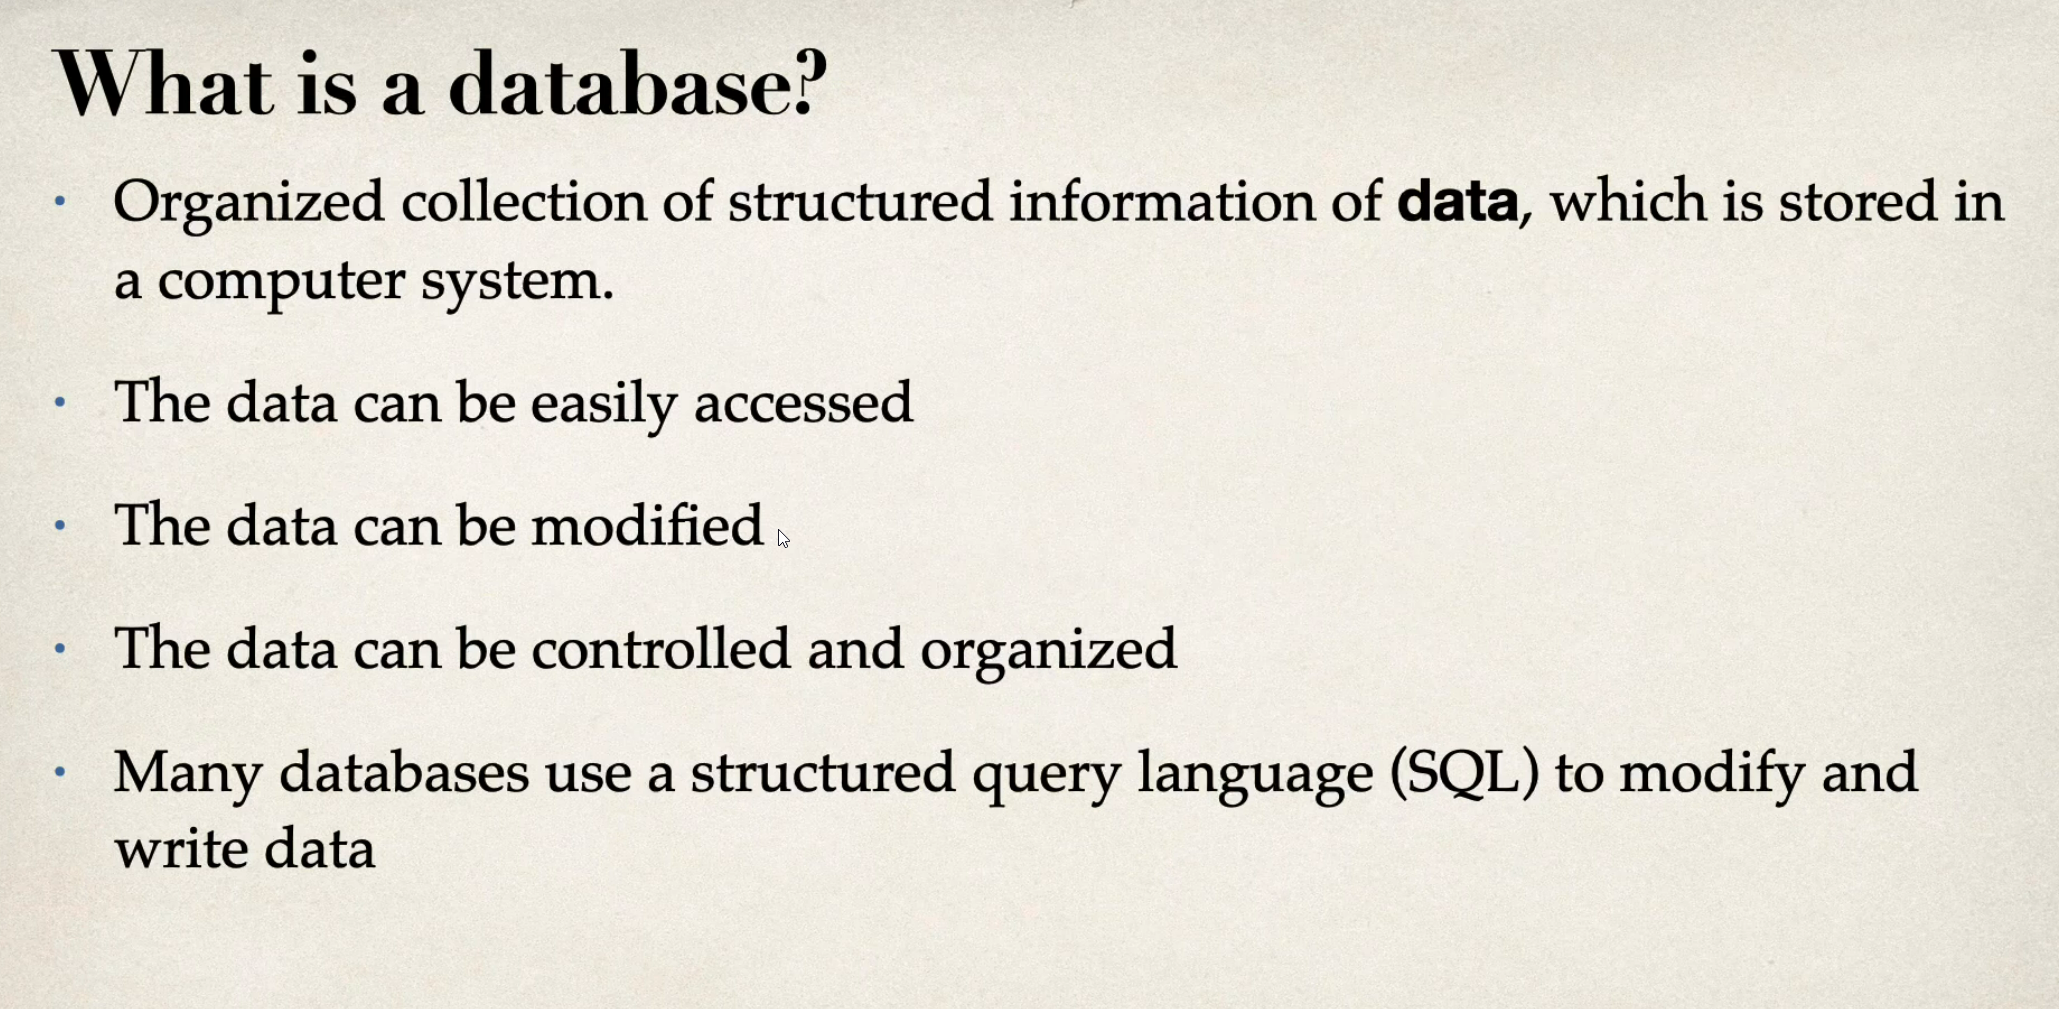 What is a database?
• Organized collection of structured information of data, which is stored in
a computer system.
• The data can be easily accessed
• The data can be modified
• The data can be controlled and organized
• Many databases use a structured query language (SQL) to modify and
write data